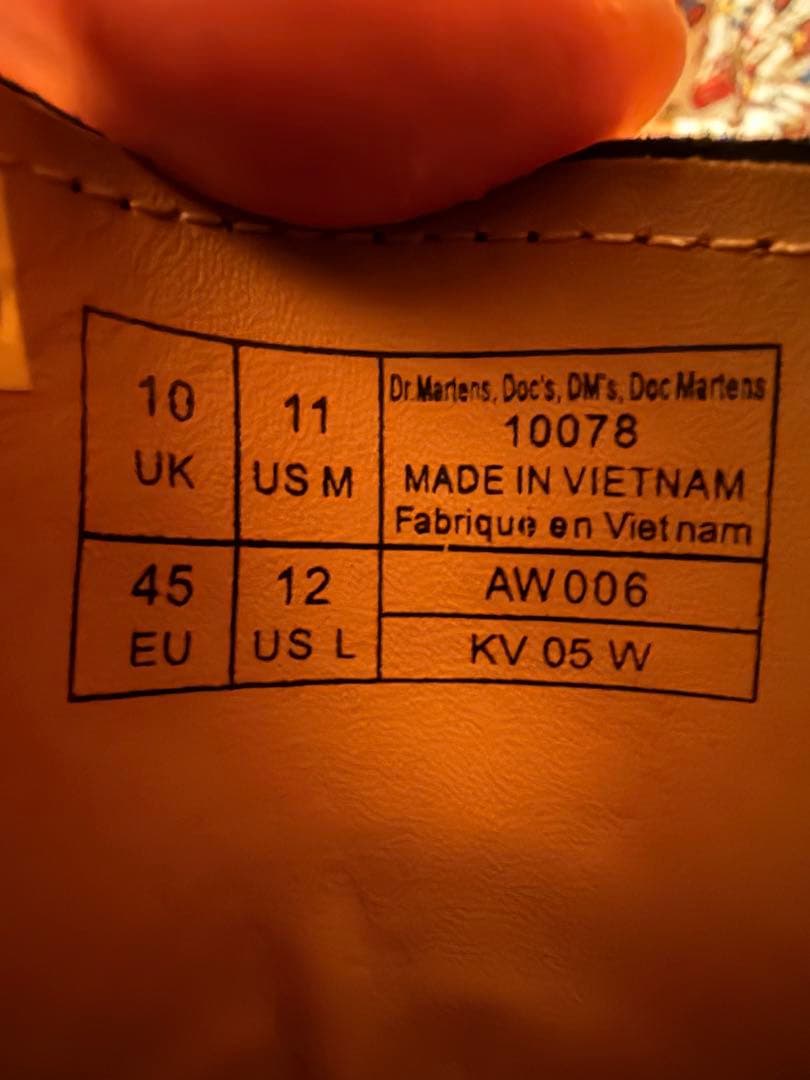 10
UK
11
US M
Dr.Martens, Doc's, DM's, Doc Martens
10078
MADE IN VIETNAM
Fabrique en Vietnam
45
EU
12
US L
AW006
KV 05 W